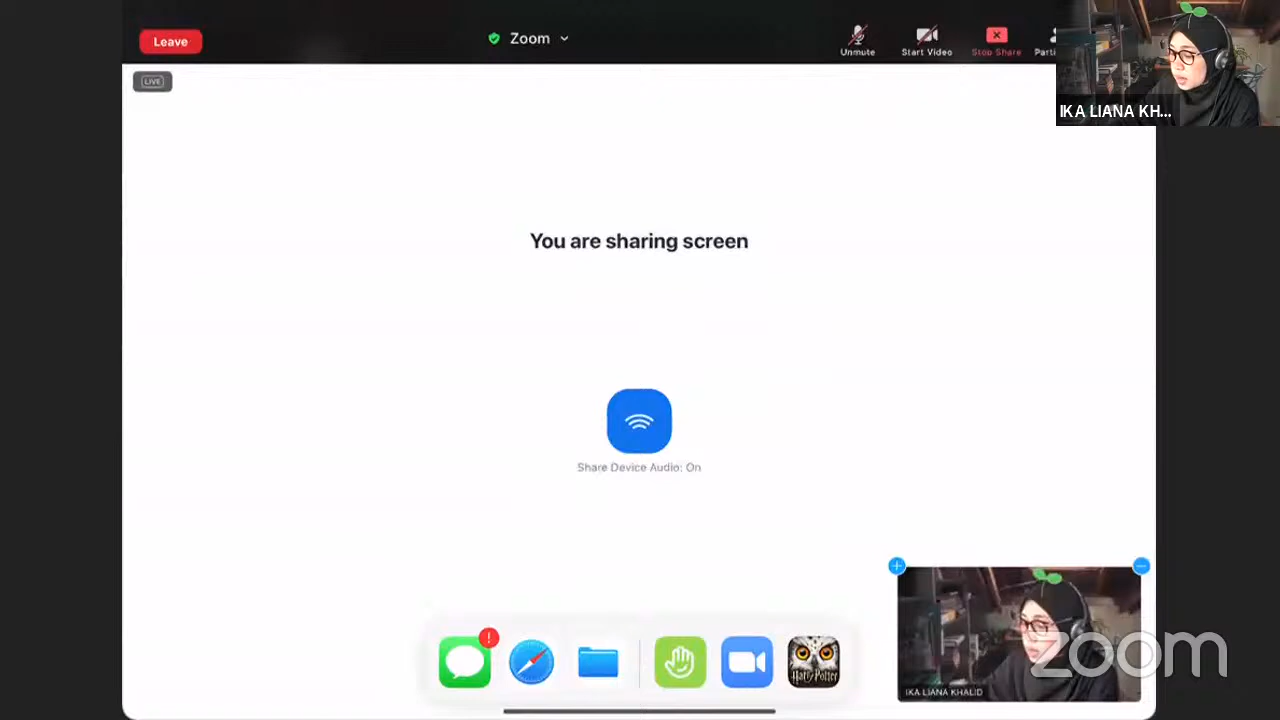 Leave
Zoom
Unmute
Start Video
Stop Share
Parti
IKA LIANA KH...
LIVE
You are sharing screen
Share Device Audio: On
!
Harry Potter
IKA LIANA KHALID
zoom